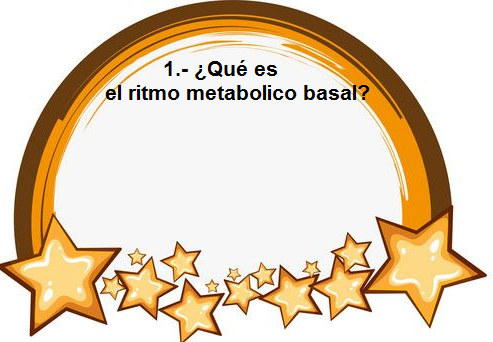 1.- ¿Qué es
el ritmo metabolico basal?